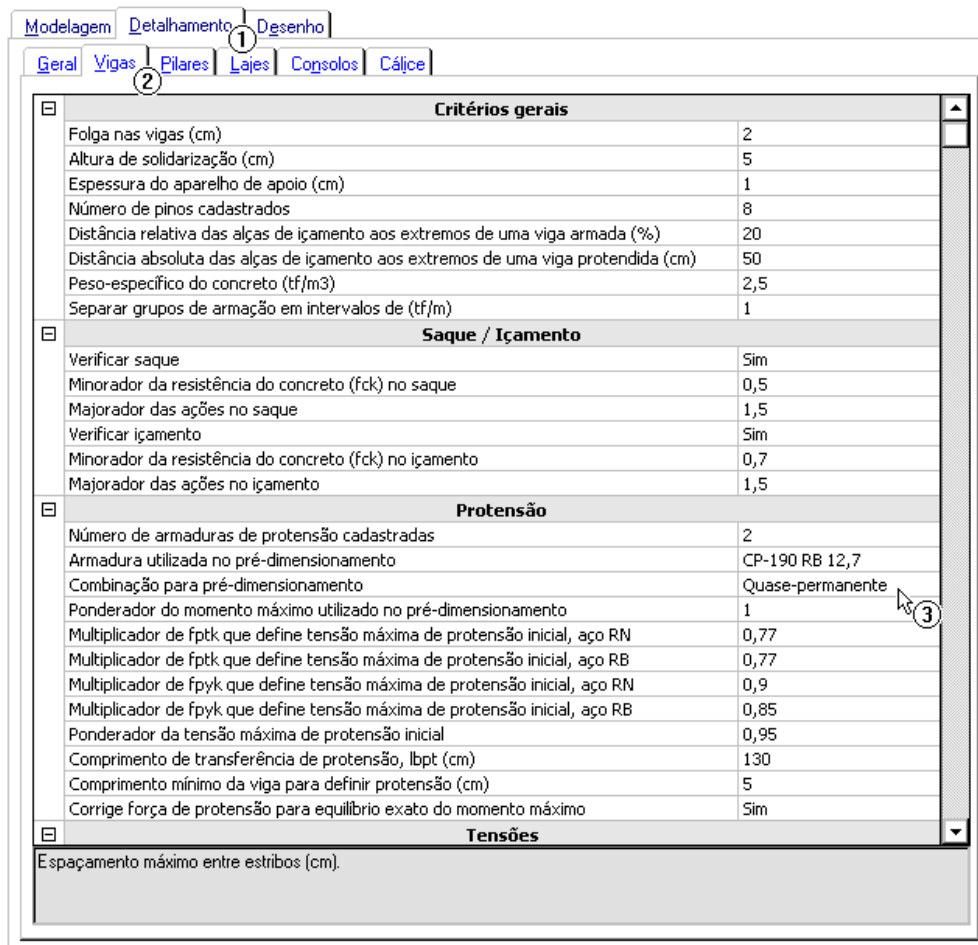 Modelagem Detalhamento Desenho
1
Geral Vigas Pilares Lajes Consolos Cálice
2
Critérios gerais
Folga nas vigas (cm) 2
Altura de solidarização (cm) 5
Espessura do aparelho de apoio (cm) 1
Número de pinos cadastrados 8
Distância relativa das alças de içamento aos extremos de uma viga armada (%) 20
Distância absoluta das alças de içamento aos extremos de uma viga protendida (cm) 50
Peso-específico do concreto (tf/m3) 2,5
Separar grupos de armação em intervalos de (tf/m) 1
Saque / Içamento
Verificar saque Sim
Minorador da resistência do concreto (fck) no saque 0,5
Majorador das ações no saque 1,5
Verificar içamento Sim
Minorador da resistência do concreto (fck) no içamento 0,7
Majorador das ações no içamento 1,5
Protensão
Número de armaduras de protensão cadastradas 2
Armadura utilizada no pré-dimensionamento CP-190 RB 12,7
Combinação para pré-dimensionamento Quase-permanente
3
Ponderador do momento máximo utilizado no pré-dimensionamento 1
Multiplicador de fptk que define tensão máxima de protensão inicial, aço RN 0,77
Multiplicador de fptk que define tensão máxima de protensão inicial, aço RB 0,77
Multiplicador de fpyk que define tensão máxima de protensão inicial, aço RN 0,9
Multiplicador de fpyk que define tensão máxima de protensão inicial, aço RB 0,85
Ponderador da tensão máxima de protensão inicial 0,95
Comprimento de transferência de protensão, lbpt (cm) 130
Comprimento mínimo da viga para definir protensão (cm) 5
Corrige força de protensão para equilíbrio exato do momento máximo Sim
Tensões
Espaçamento máximo entre estribos (cm).